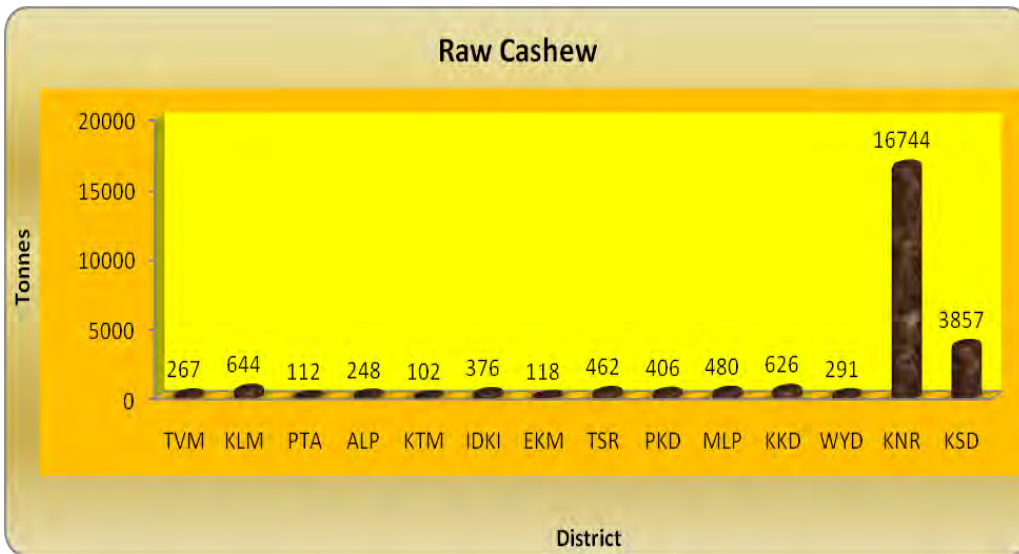 Raw Cashew
Tonnes
20000
15000
10000
5000
0
267 644 112 248 102 376 118 462 406 480 626 291 16744 3857
TVM KLM PTA ALP KTM IDKI EKM TSR PKD MLP KKD WYD KNR KSD
District